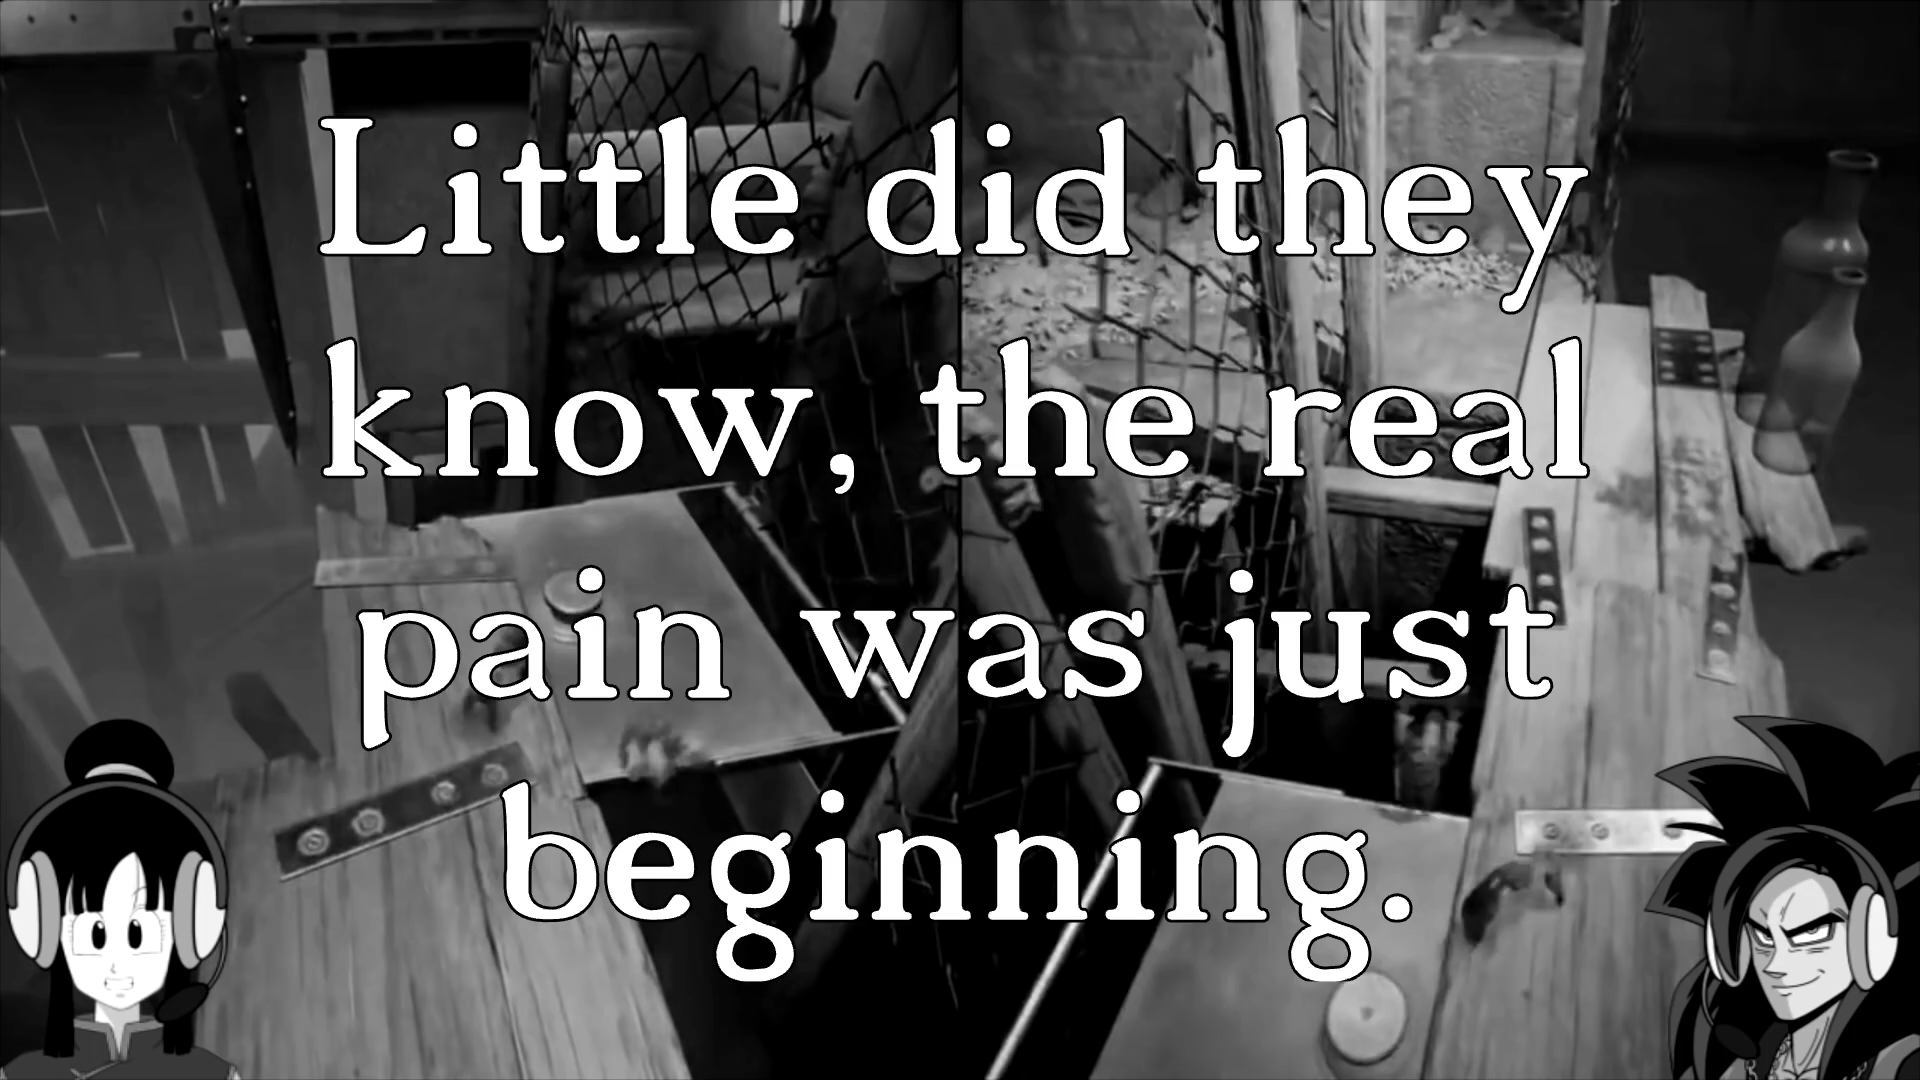 Little did they
know, the real
pain was just
beginning.